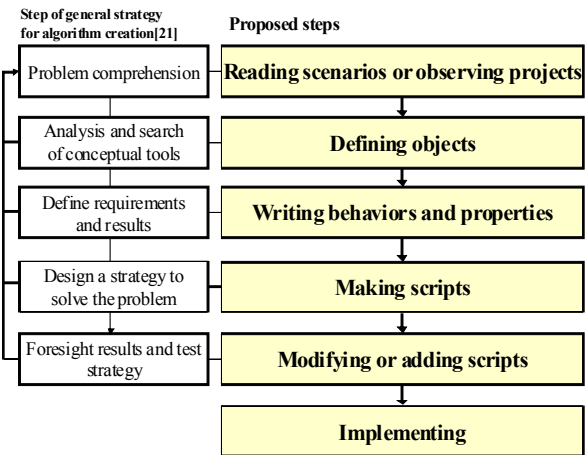 Step of general strategy
for algorithm creation[21]
Proposed steps
Problem comprehension
Reading scenarios or observing projects
Analysis and search
of conceptual tools
Defining objects
Define requirements
and results
Writing behaviors and properties
Design a strategy to
solve the problem
Making scripts
Foresight results and test
strategy
Modifying or adding scripts
Implementing